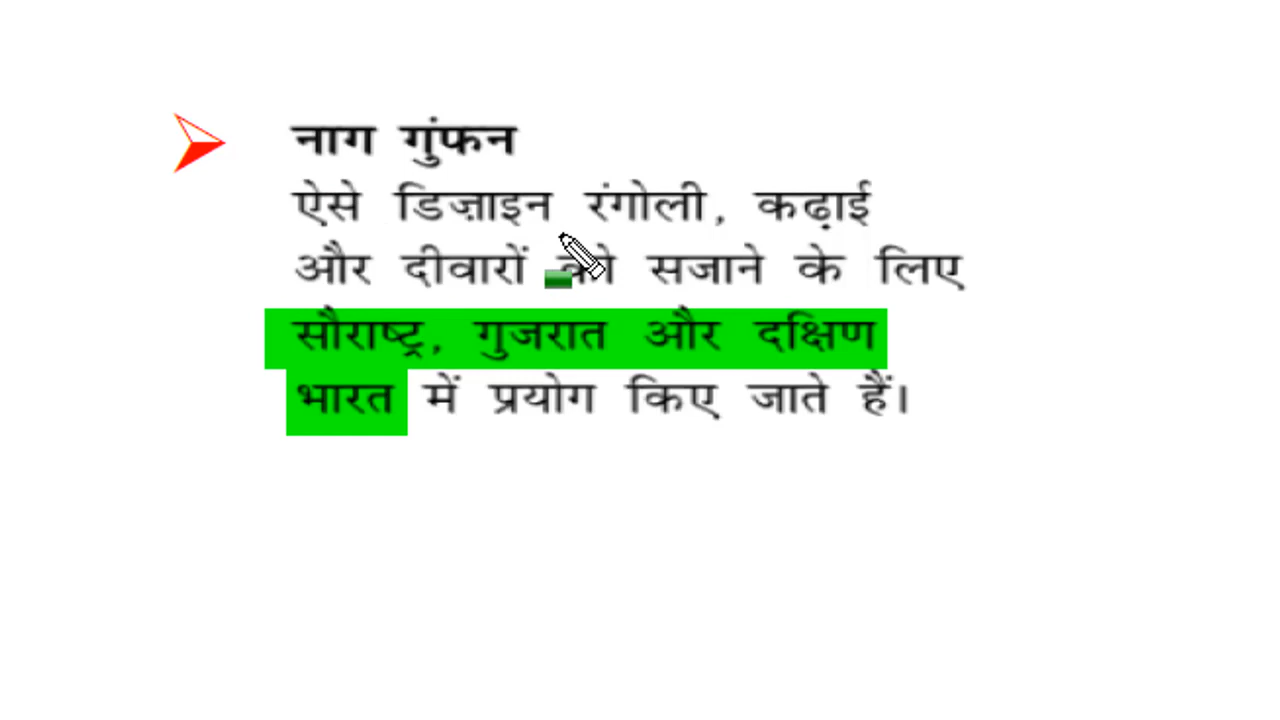 नाग गुंफन
ऐसे डिज़ाइन रंगोली, कढ़ाई
और दीवारों को सजाने के लिए
सौराष्ट्र, गुजरात और दक्षिण
भारत में प्रयोग किए जाते हैं।